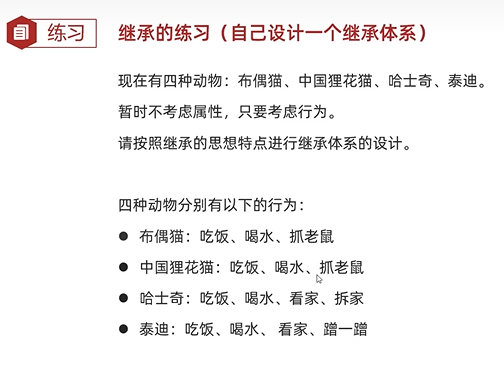 练习
继承的练习（自己设计一个继承体系）
现在有四种动物：布偶猫、中国狸花猫、哈士奇、泰迪。
暂时不考虑属性，只要考虑行为。
请按照继承的思想特点进行继承体系的设计。
四种动物分别有以下的行为：
● 布偶猫：吃饭、喝水、抓老鼠
● 中国狸花猫：吃饭、喝水、抓老鼠
● 哈士奇：吃饭、喝水、看家、拆家
● 泰迪：吃饭、喝水、 看家、蹭一蹭